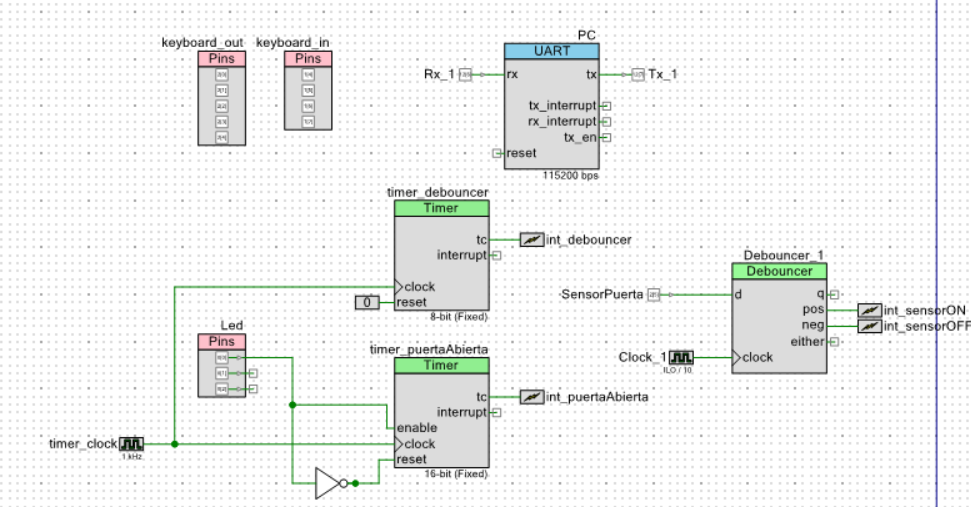 keyboard_out
keyboard_in
Pins
Pins
PC
UART
Rx_1
rx
tx
Tx_1
tx_interrupt
rx_interrupt
tx_en
reset
115200 bps
timer_debouncer
Timer
tc
int_debouncer
interrupt
clock
0
reset
8-bit (Fixed)
Debouncer_1
Debouncer
SensorPuerta
d
q
pos
int_sensorON
neg
int_sensorOFF
either
Clock_1
clock
ILO / 10
Led
Pins
timer_puertaAbierta
Timer
tc
int_puertaAbierta
interrupt
enable
timer_clock
1 kHz
clock
reset
16-bit (Fixed)